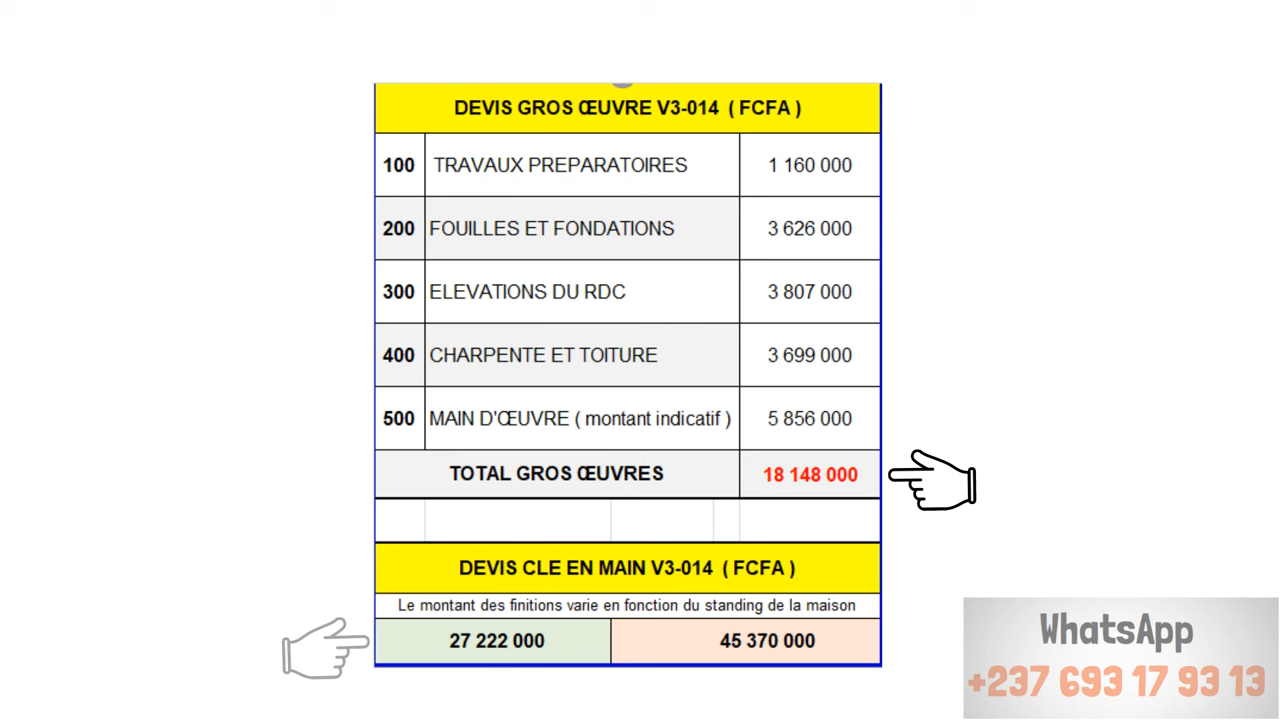 DEVIS GROS ŒUVRE V3-014 ( FCFA )
100 TRAVAUX PREPARATOIRES 1 160 000
200 FOUILLES ET FONDATIONS 3 626 000
300 ELEVATIONS DU RDC 3 807 000
400 CHARPENTE ET TOITURE 3 699 000
500 MAIN D'ŒUVRE ( montant indicatif ) 5 856 000
TOTAL GROS ŒUVRES 18 148 000
DEVIS CLE EN MAIN V3-014 ( FCFA )
Le montant des finitions varie en fonction du standing de la maison
27 222 000 45 370 000
WhatsApp
+237 693 17 93 13